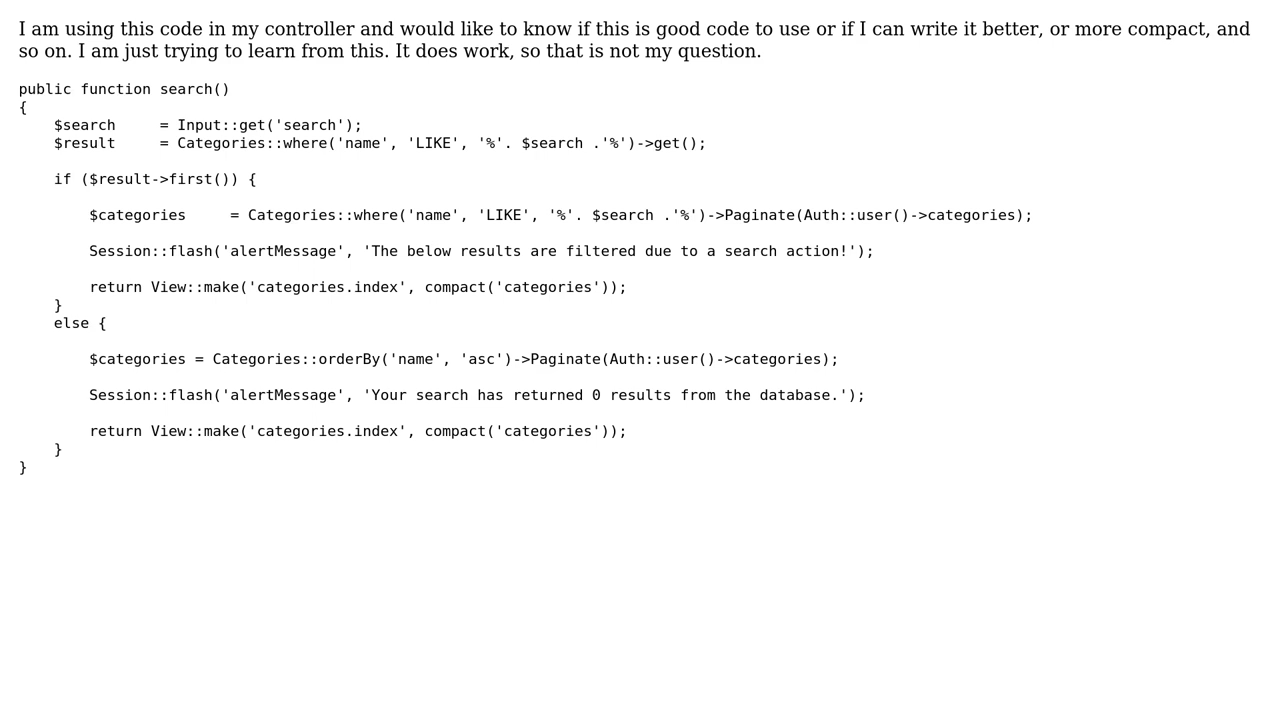 I am using this code in my controller and would like to know if this is good code to use or if I can write it better, or more compact, and
so on. I am just trying to learn from this. It does work, so that is not my question.
public function search()
{
    $search     = Input::get('search');
    $result     = Categories::where('name', 'LIKE', '%'. $search .'%')->get();
    if ($result->first()) {
        $categories     = Categories::where('name', 'LIKE', '%'. $search .'%')->Paginate(Auth::user()->categories);
        Session::flash('alertMessage', 'The below results are filtered due to a search action!');
        return View::make('categories.index', compact('categories'));
    }
    else {
        $categories = Categories::orderBy('name', 'asc')->Paginate(Auth::user()->categories);
        Session::flash('alertMessage', 'Your search has returned 0 results from the database.');
        return View::make('categories.index', compact('categories'));
    }
}